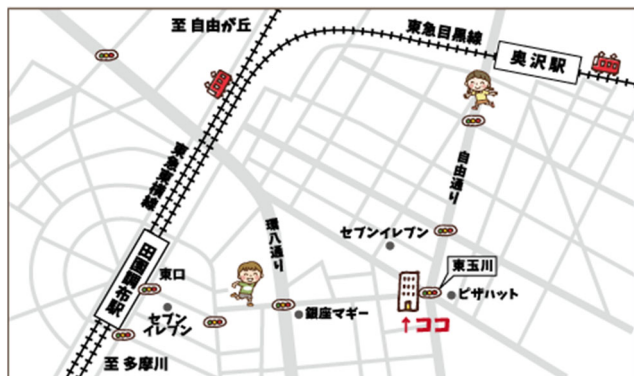 至 自由が丘
東急目黒線
奥沢駅
東急東横線
自由通り
環八通り
セブンイレブン
東玉川
田園調布駅
東口
ピザハット
銀座マギー
↑ココ
セブン
イレブン
至 多摩川